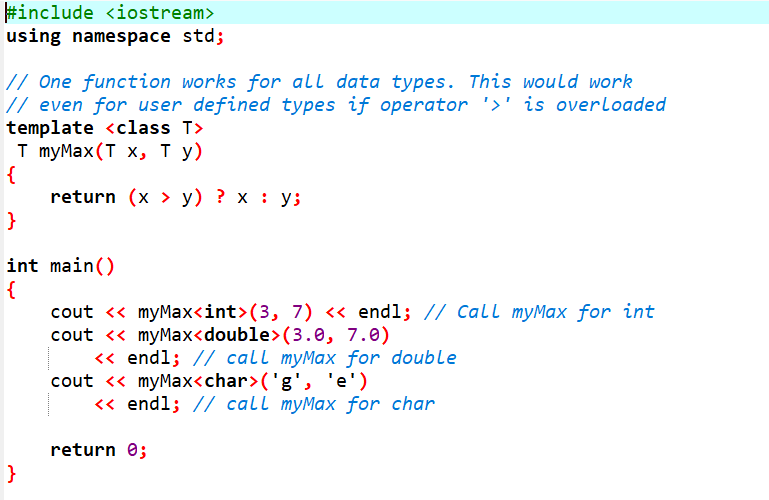 #include <iostream>
using namespace std;
// One function works for all data types. This would work
// even for user defined types if operator '>' is overloaded
template <class T>
T myMax(T x, T y)
{
return (x > y) ? x : y;
}
int main()
{
cout << myMax<int>(3, 7) << endl; // Call myMax for int
cout << myMax<double>(3.0, 7.0)
<< endl; // call myMax for double
cout << myMax<char>('g', 'e')
<< endl; // call myMax for char
return 0;
}